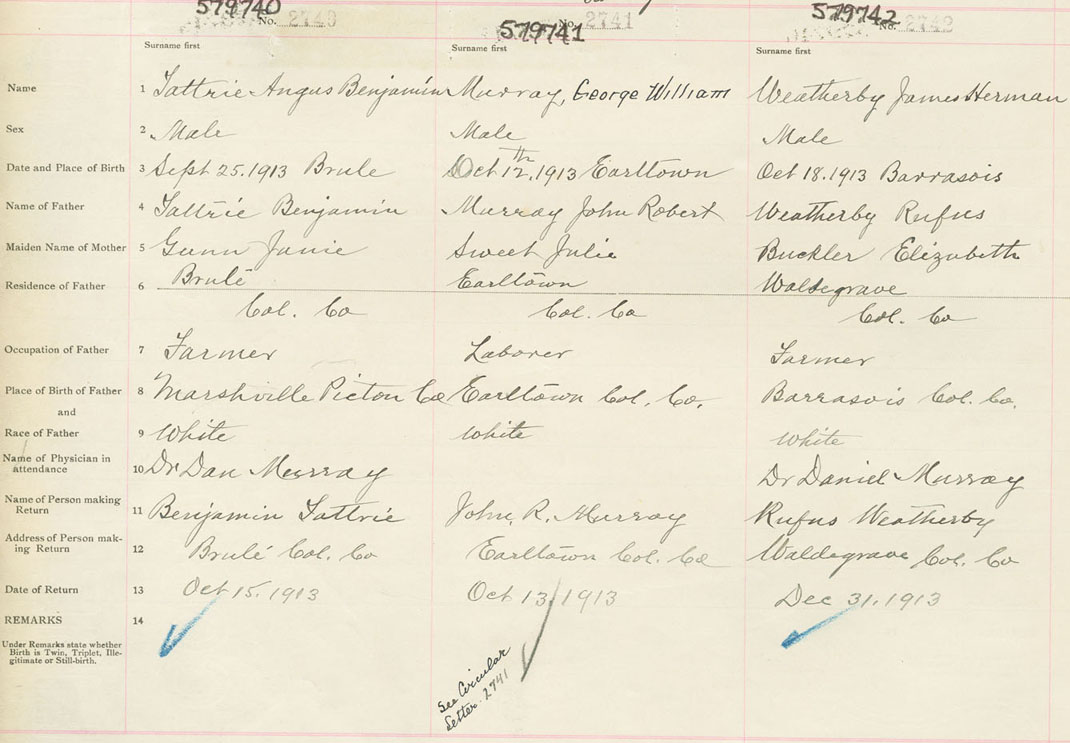 579740 579741 579742
No. 2740 No. 2741 No. 2742
Surname first Surname first Surname first
Name 1 Tattrie Angus Benjamin Murray, George William Weatherby James Herman
Sex 2 Male Male Male
Date and Place of Birth 3 Sept 25. 1913 Brule Oct 12th, 1913 Earltown Oct 18. 1913 Barrasois
Name of Father 4 Tattrie Benjamin Murray John Robert Weatherby Rufus
Maiden Name of Mother 5 Gunn Janie Sweet Julie Buckler Elizabeth
Residence of Father 6 Brulé Earltown Waldegrave
Col. Co Col. Co Col. Co
Occupation of Father 7 Farmer Laborer Farmer
Place of Birth of Father 8 Marshville Pictou Co Earltown Col. Co. Barrasois Col. Co.
and
Race of Father 9 White White White
Name of Physician in
attendance 10 Dr Dan Murray Dr Daniel Murray
Name of Person making
Return 11 Benjamin Tattrie John. R. Murray Rufus Weatherby
Address of Person mak-
ing Return 12 Brulé Col. Co Earltown Col. Co Waldegrave Col. Co
Date of Return 13 Oct 15. 1913 Oct 13, 1913 Dec 31. 1913
REMARKS 14
Under Remarks state whether
Birth is Twin, Triplet, Ille-
gitimate or Still-birth.
See Circular
Letter. 2741